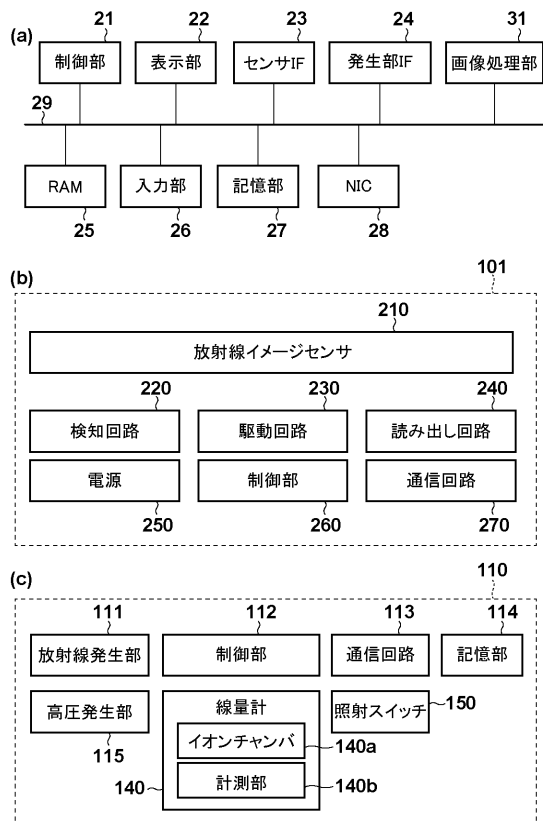 (a)
21 22 23 24 31
制御部 表示部 センサIF 発生部IF 画像処理部
29
RAM 入力部 記憶部 NIC
25 26 27 28
(b)
101
210
放射線イメージセンサ
220 230 240
検知回路 駆動回路 読み出し回路
電源 制御部 通信回路
250 260 270
(c)
110
111 112 113 114
放射線発生部 制御部 通信回路 記憶部
高圧発生部 線量計 照射スイッチ 150
115 イオンチャンバ 140a
140 計測部 140b